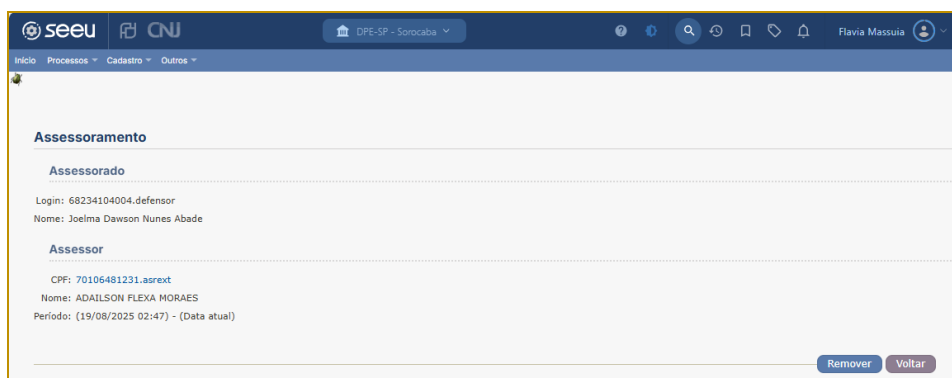 seeu CNJ DPE-SP - Sorocaba Flavia Massuia
Início Processos Cadastro Outros
Assessoramento
Assessorado
Login: 68234104004.defensor
Nome: Joelma Dawson Nunes Abade
Assessor
CPF: 70106481231.asrext
Nome: ADAILSON FLEXA MORAES
Período: (19/08/2025 02:47) - (Data atual)
Remover Voltar